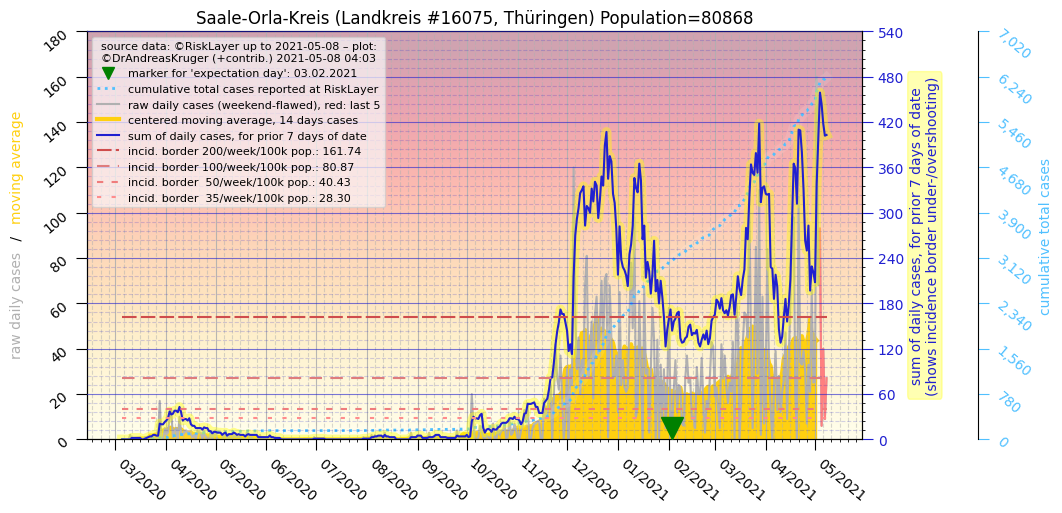 Saale-Orla-Kreis (Landkreis #16075, Thüringen) Population=80868
source data: ©RiskLayer up to 2021-05-08 – plot:
©DrAndreasKruger (+contrib.) 2021-05-08 04:03
marker for 'expectation day': 03.02.2021
cumulative total cases reported at RiskLayer
raw daily cases (weekend-flawed), red: last 5
centered moving average, 14 days cases
sum of daily cases, for prior 7 days of date
incid. border 200/week/100k pop.: 161.74
incid. border 100/week/100k pop.: 80.87
incid. border  50/week/100k pop.: 40.43
incid. border  35/week/100k pop.: 28.30
raw daily cases  /  moving average
180
160
140
120
100
80
60
40
20
0
03/2020
04/2020
05/2020
06/2020
07/2020
08/2020
09/2020
10/2020
11/2020
12/2020
01/2021
02/2021
03/2021
04/2021
05/2021
540
480
420
360
300
240
180
120
60
0
sum of daily cases, for prior 7 days of date
(shows incidence border under-/overshooting)
7,020
6,240
5,460
4,680
3,900
3,120
2,340
1,560
780
0
cumulative total cases